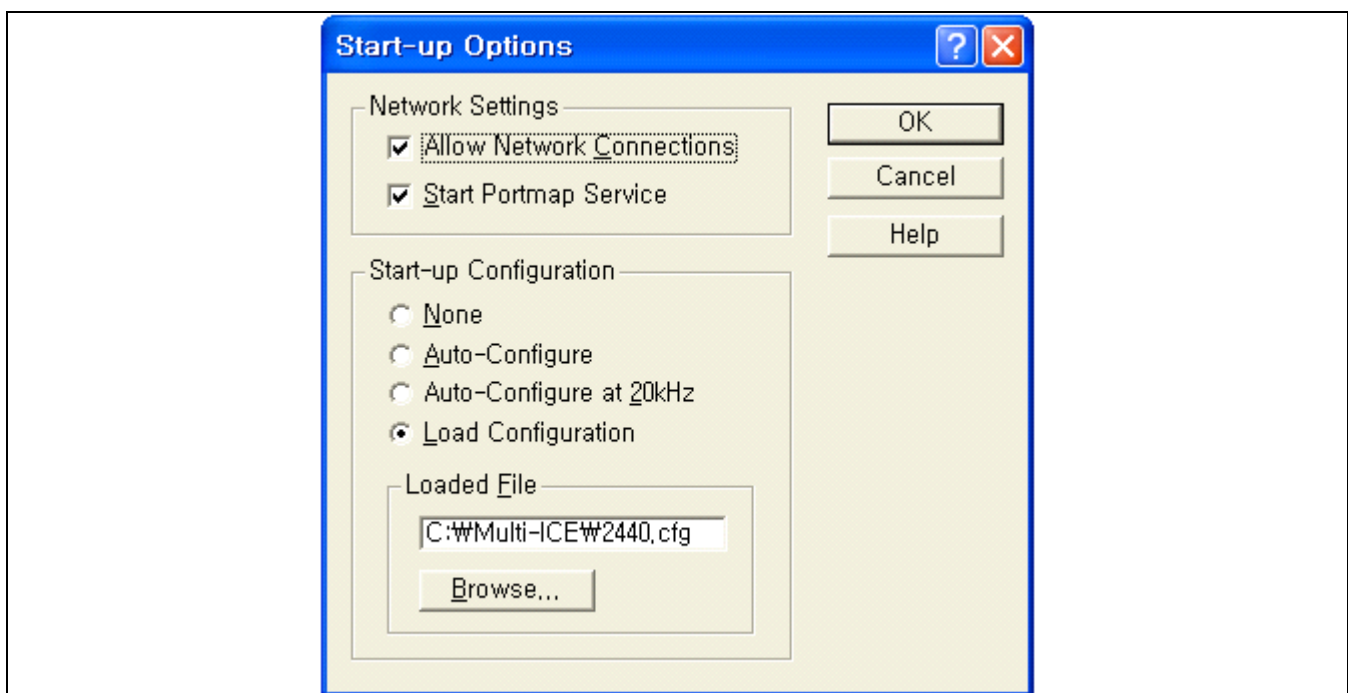 Start-up Options
Network Settings
Allow Network Connections
Start Portmap Service
OK
Cancel
Help
Start-up Configuration
None
Auto-Configure
Auto-Configure at 20kHz
Load Configuration
Loaded File
C:₩Multi-ICE₩2440.cfg
Browse...